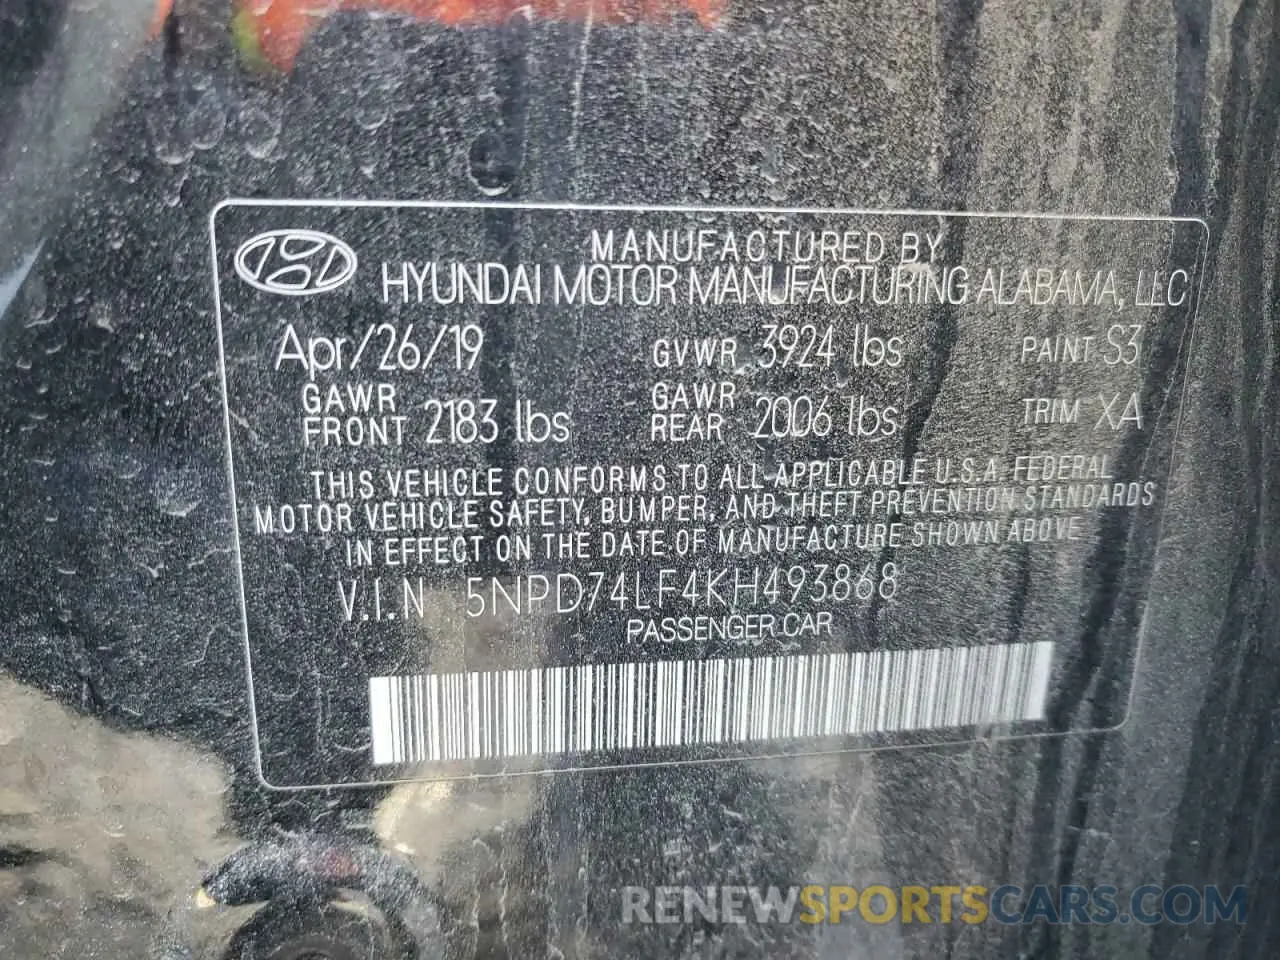 MANUFACTURED BY
HYUNDAI MOTOR MANUFACTURING ALABAMA, LLC
Apr/26/19 GVWR 3924 lbs PAINT S3
GAWR FRONT 2183 lbs GAWR REAR 2006 lbs TRIM XA
THIS VEHICLE CONFORMS TO ALL APPLICABLE U.S.A. FEDERAL
MOTOR VEHICLE SAFETY, BUMPER, AND THEFT PREVENTION STANDARDS
IN EFFECT ON THE DATE OF MANUFACTURE SHOWN ABOVE
V.I.N 5NPD74LF4KH493868
PASSENGER CAR
RENEWSPORTSCARS.COM